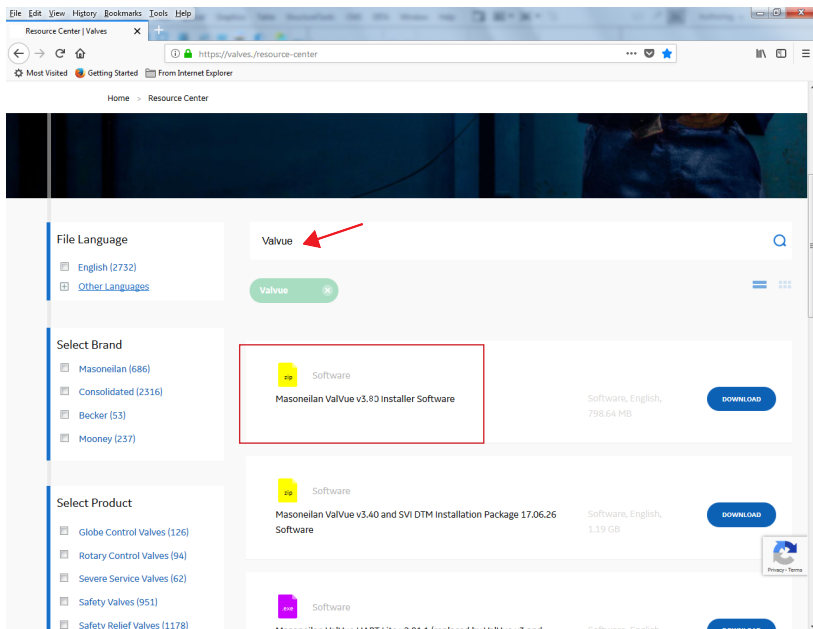 File Edit View History Bookmarks Tools Help
Resource Center | Valves
https://valves./resource-center
Most Visited Getting Started From Internet Explorer
Home > Resource Center
File Language
English (2732)
Other Languages
Valvue
Valvue
Select Brand
Masoneilan (686)
Consolidated (2316)
Becker (53)
Mooney (237)
zip Software
Masoneilan ValVue v3.80 Installer Software
Software, English,
798.64 MB
DOWNLOAD
Select Product
Globe Control Valves (126)
Rotary Control Valves (94)
Severe Service Valves (62)
Safety Valves (951)
Safety Relief Valves (1178)
zip Software
Masoneilan ValVue v3.40 and SVI DTM Installation Package 17.06.26
Software
Software, English,
1.19 GB
DOWNLOAD
Privacy - Terms
.exe Software